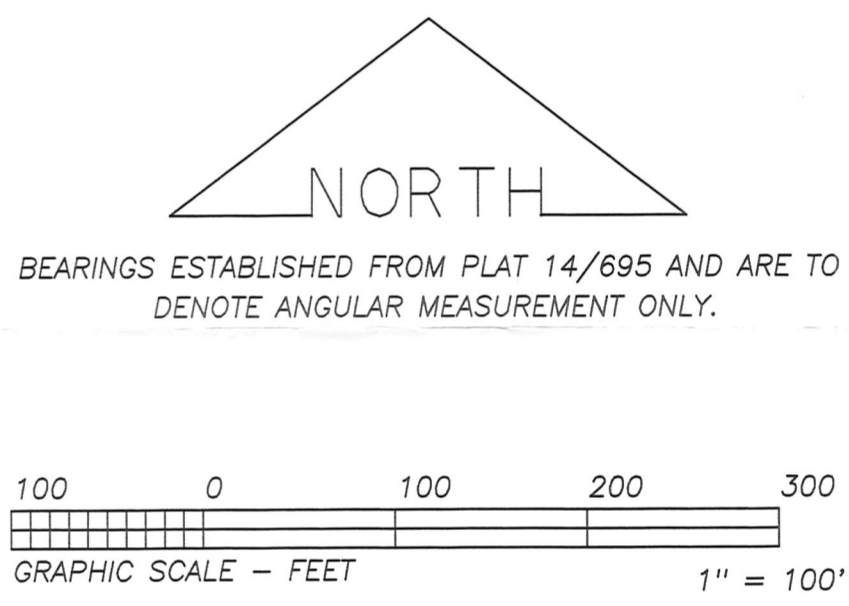 NORTH
BEARINGS ESTABLISHED FROM PLAT 14/695 AND ARE TO
DENOTE ANGULAR MEASUREMENT ONLY.
100 0 100 200 300
GRAPHIC SCALE - FEET 1" = 100'